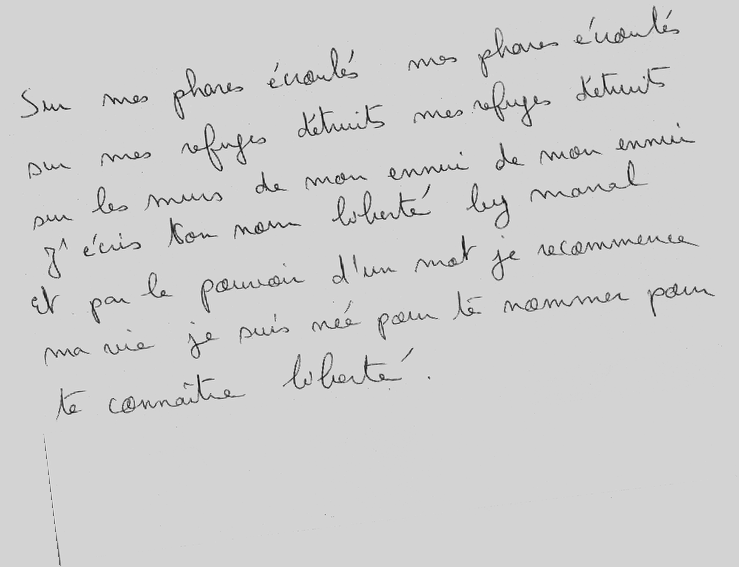 Sur mes phares écroulés mes phares écroulés
sur mes refuges détruits mes refuges détruits
sur les murs de mon ennui de mon ennui
J'écris ton nom liberté by manal
et par le pouvoir d'un mot je recommence
ma vie je suis née pour te nommer pour
te connaître liberté.